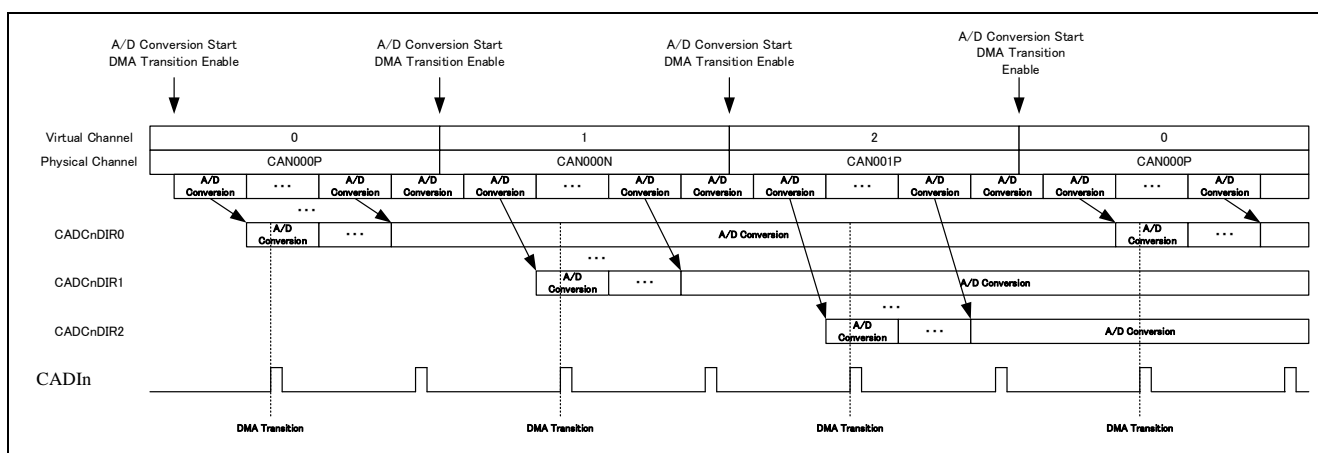 A/D Conversion Start
DMA Transition Enable
A/D Conversion Start
DMA Transition Enable
A/D Conversion Start
DMA Transition Enable
A/D Conversion Start
DMA Transition
Enable
Virtual Channel 0 1 2 0
Physical Channel CAN000P CAN000N CAN001P CAN000P
A/D Conversion ... A/D Conversion A/D Conversion A/D Conversion ... A/D Conversion A/D Conversion A/D Conversion ... A/D Conversion A/D Conversion A/D Conversion ... A/D Conversion
...
CADCnDIR0 A/D Conversion ... A/D Conversion A/D Conversion ...
...
CADCnDIR1 A/D Conversion ... A/D Conversion
...
CADCnDIR2 A/D Conversion ... A/D Conversion
CADIn
DMA Transition DMA Transition DMA Transition DMA Transition